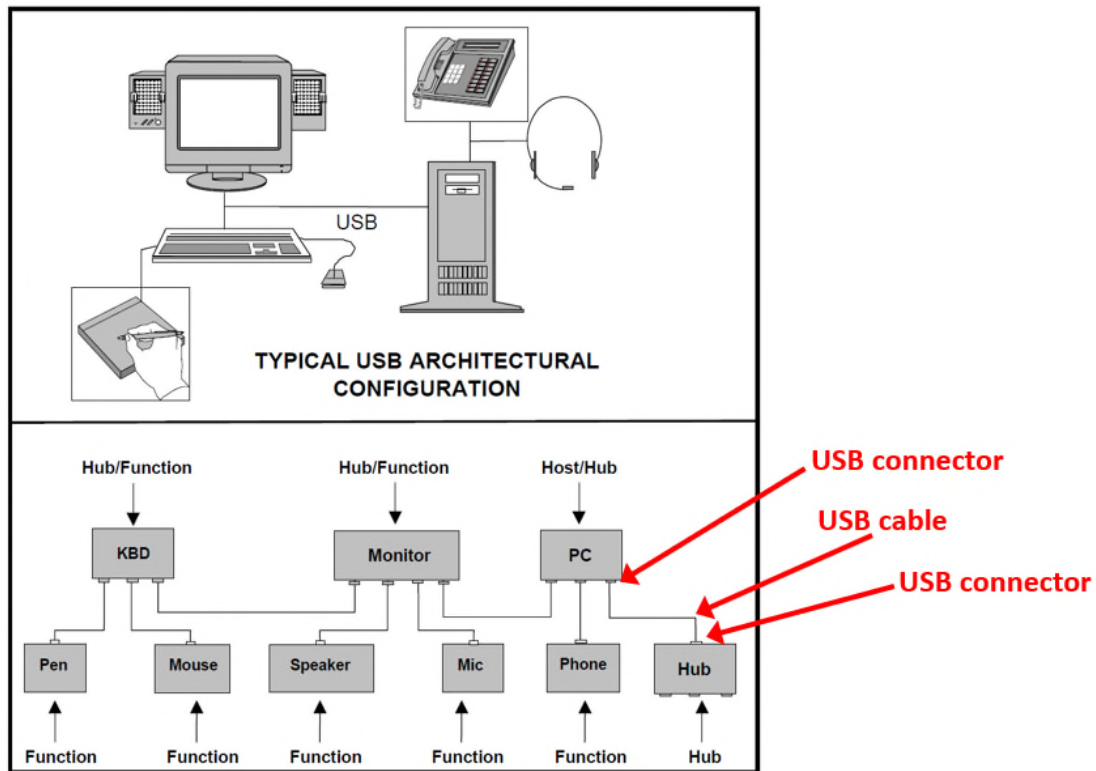 USB
TYPICAL USB ARCHITECTURAL
CONFIGURATION
Hub/Function
Hub/Function
Host/Hub
USB connector
USB cable
USB connector
KBD
Monitor
PC
Pen
Mouse
Speaker
Mic
Phone
Hub
Function
Function
Function
Function
Function
Hub